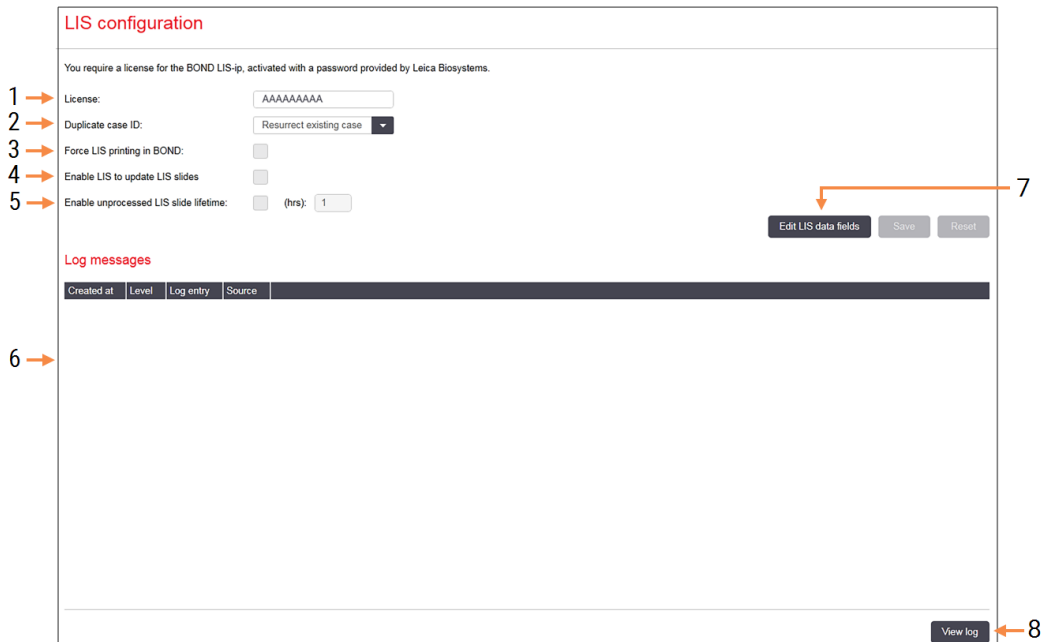 LIS configuration
You require a license for the BOND LIS-ip, activated with a password provided by Leica Biosystems.
1 License: AAAAAAAAA
2 Duplicate case ID: Resurrect existing case
3 Force LIS printing in BOND:
4 Enable LIS to update LIS slides
5 Enable unprocessed LIS slide lifetime: (hrs): 1
7
Edit LIS data fields Save Reset
Log messages
Created at Level Log entry Source
6
View log 8